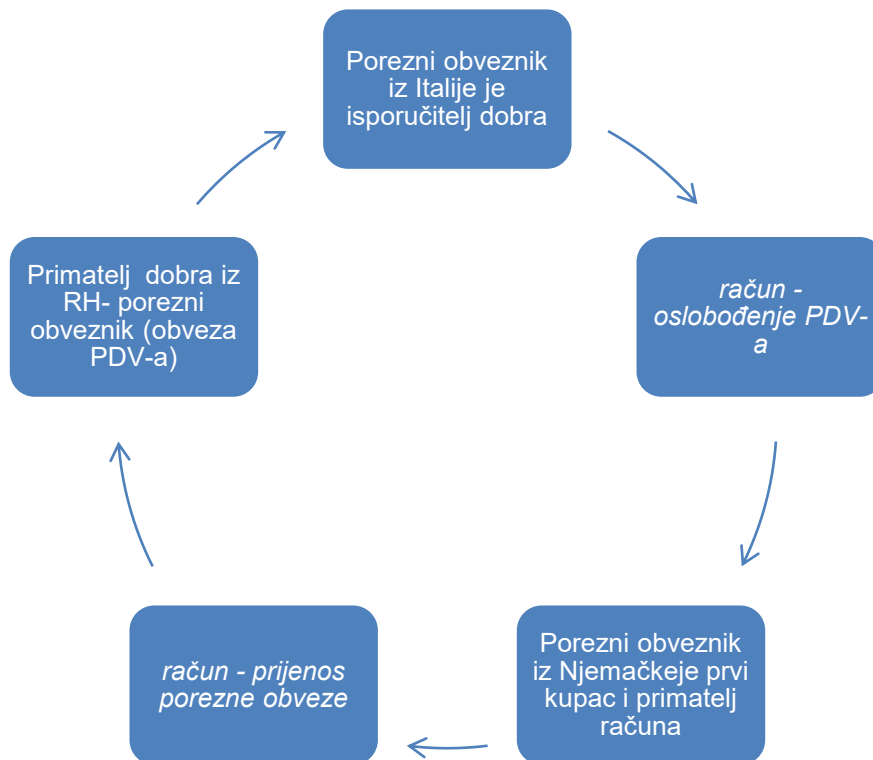 Porezni obveznik
iz Italije je
isporučitelj dobra
račun -
oslobođenje PDV-
a
Porezni obveznik
iz Njemačkeje prvi
kupac i primatelj
računa
račun - prijenos
porezne obveze
Primatelj  dobra iz
RH- porezni
obveznik (obveza
PDV-a)